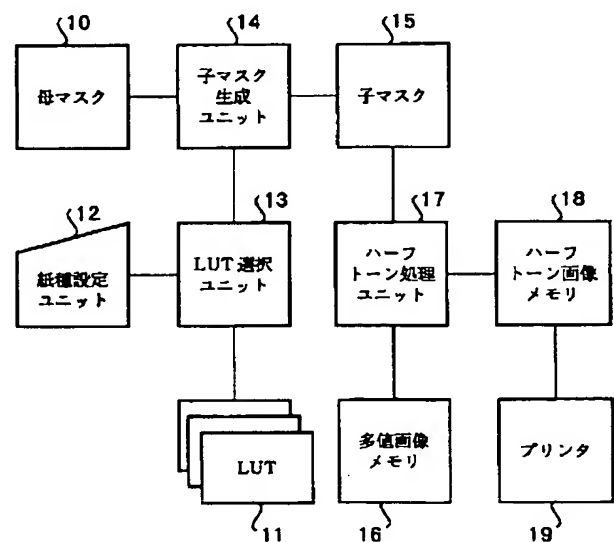 10
母マスク
14
子マスク
生成
ユニット
15
子マスク
12
紙種設定
ユニット
13
LUT 選択
ユニット
17
ハーフ
トーン処理
ユニット
18
ハーフ
トーン画像
メモリ
LUT
11
多値画像
メモリ
16
プリンタ
19